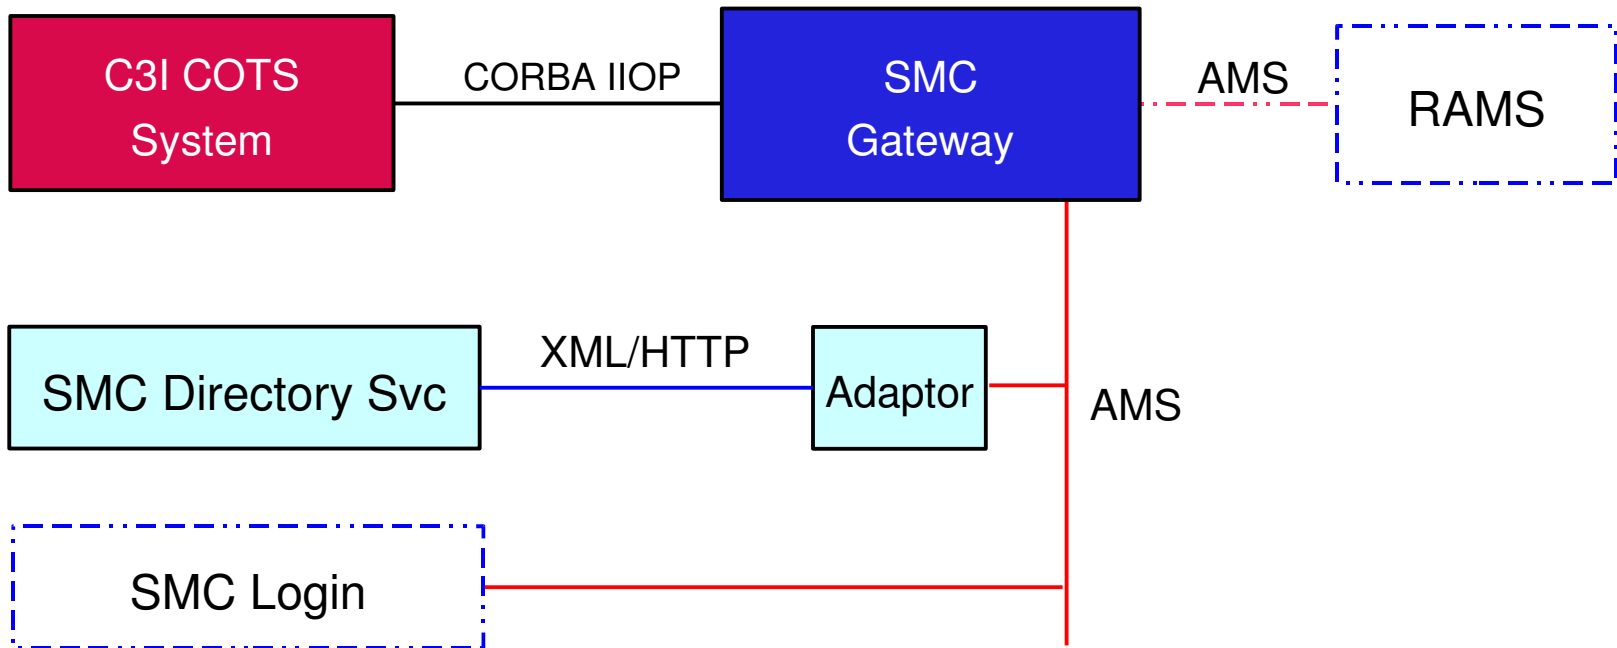 C3I COTS
System
CORBA IIOP
SMC
Gateway
AMS
RAMS
SMC Directory Svc
XML/HTTP
Adaptor
AMS
SMC Login